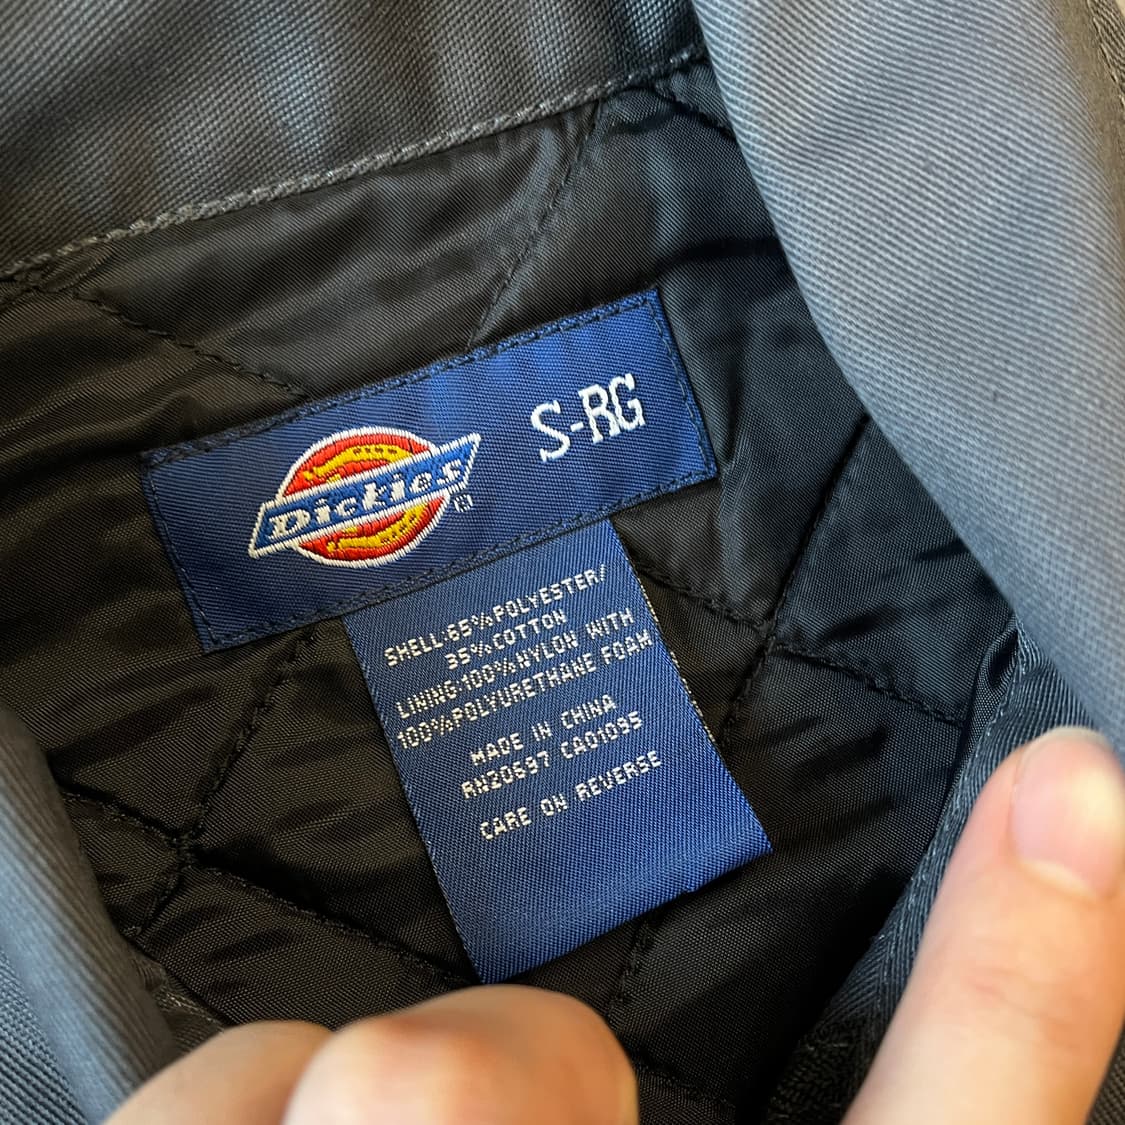 Dickies®
S-RG
SHELL:65%POLYESTER/
35%COTTON
LINING:100%NYLON WITH
100%POLYURETHANE FOAM
MADE IN CHINA
RN20697 CA01095
CARE ON REVERSE